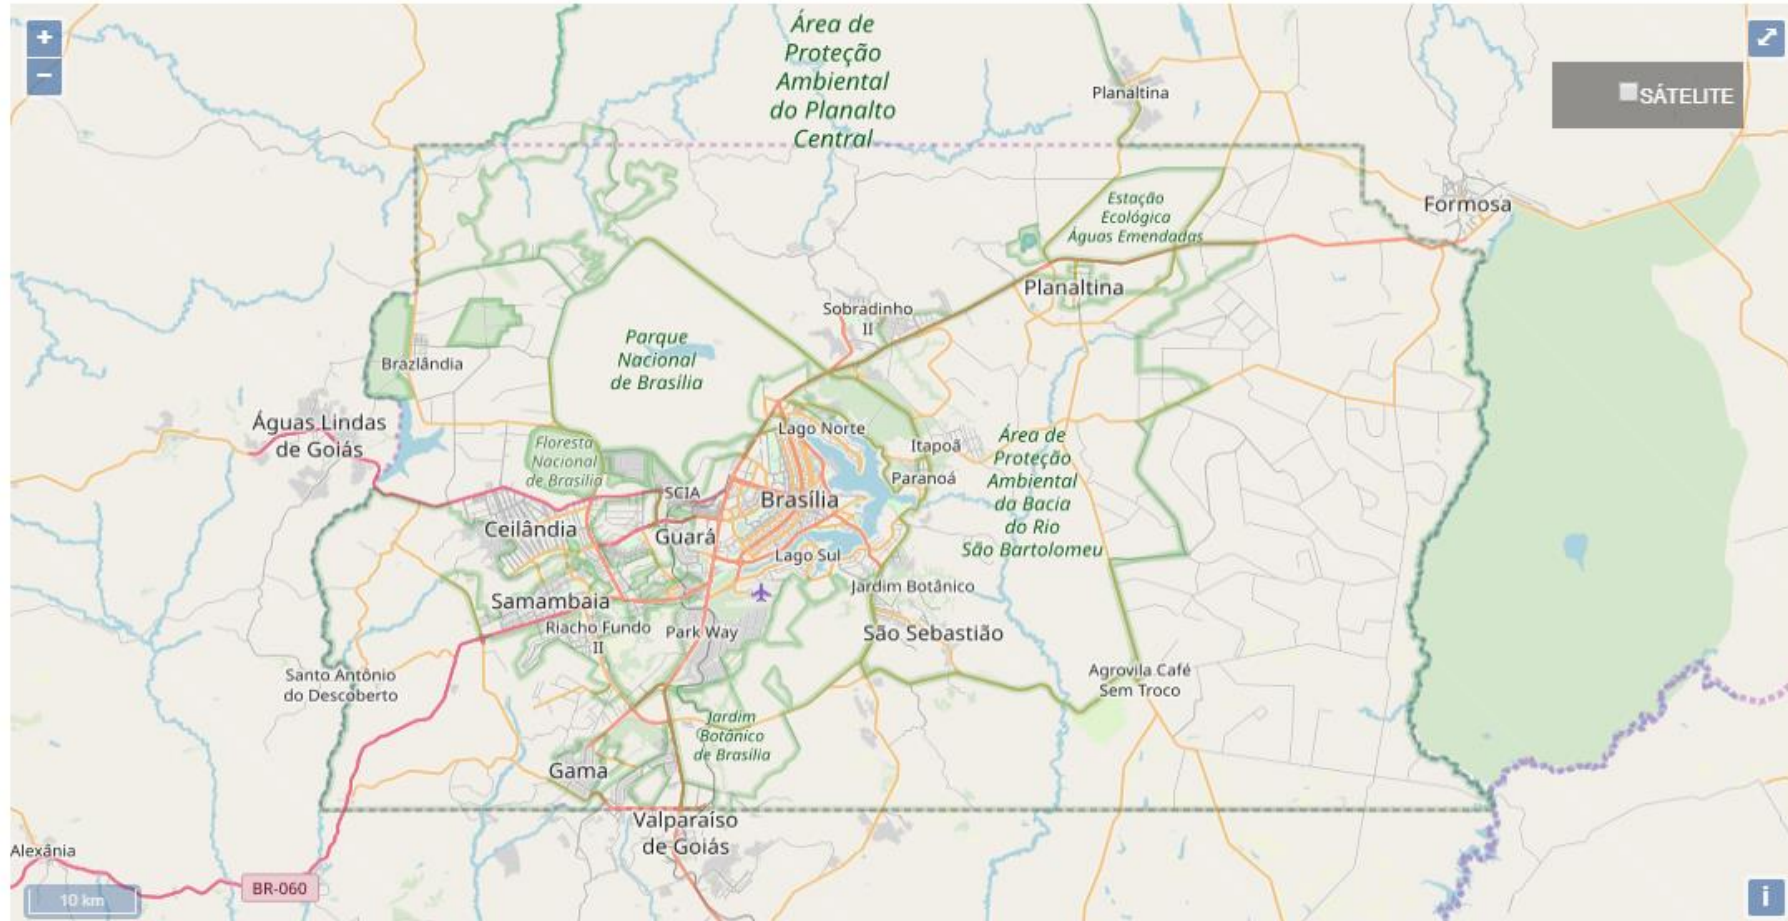 +
−
Área de
Proteção
Ambiental
do Planalto
Central
SÁTELITE
Planaltina
Formosa
Estação
Ecológica
Águas Emendadas
Planaltina
Sobradinho
II
Parque
Nacional
de Brasília
Brazlândia
Águas Lindas
de Goiás
Lago Norte
Floresta
Nacional
de Brasília
Itapoã
Paranoá
Área de
Proteção
Ambiental
da Bacia
do Rio
São Bartolomeu
SCIA
Brasília
Ceilândia
Guará
Lago Sul
Jardim Botânico
Samambaia
Riacho Fundo
II
Park Way
São Sebastião
Santo Antônio
do Descoberto
Agrovila Café
Sem Troco
Jardim
Botânico
de Brasília
Gama
Valparaíso
de Goiás
Alexânia
BR-060
10 km
i